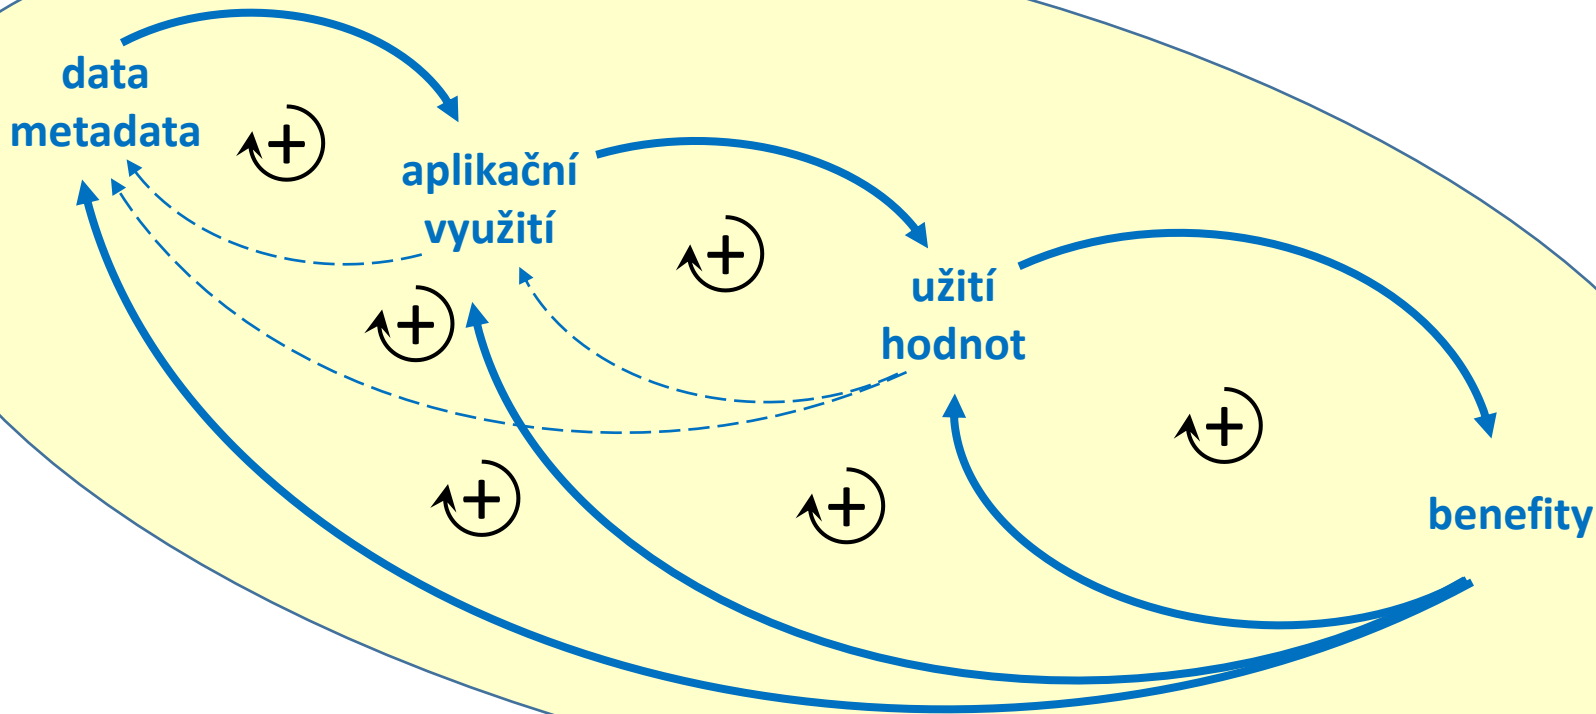 data
metadata
+
aplikační
využití
+
užití
hodnot
+
+
+
+
benefity